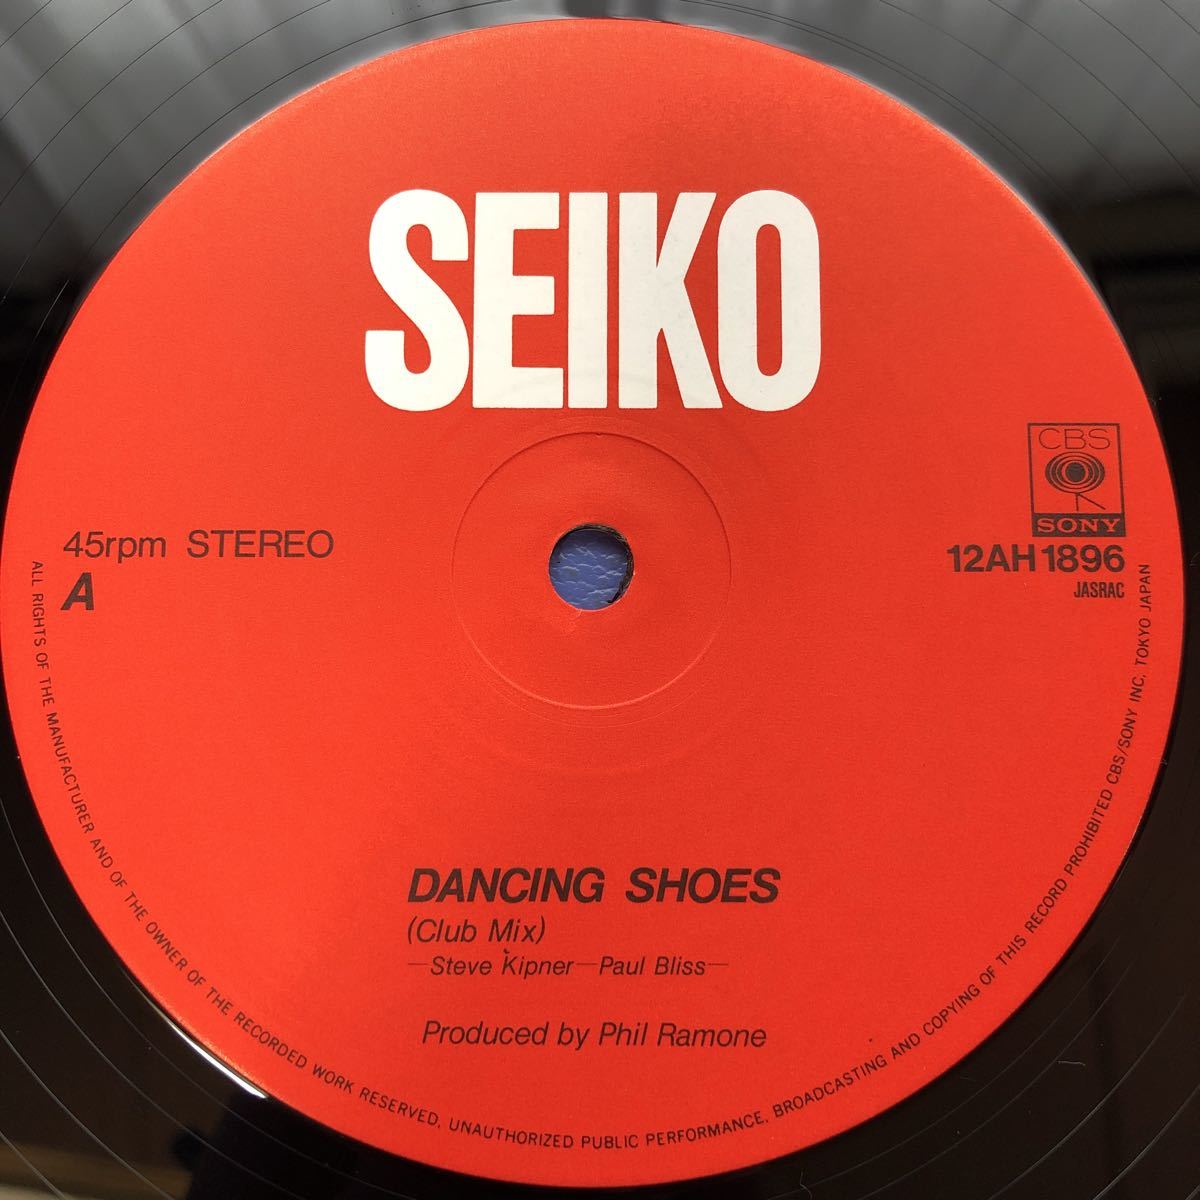 SEIKO
CBS
SONY
45rpm STEREO
A
12AH1896
JASRAC
DANCING SHOES
(Club Mix)
—Steve Kipner—Paul Bliss—
Produced by Phil Ramone
ALL RIGHTS OF THE MANUFACTURER AND OF THE OWNER OF THE RECORDED WORK RESERVED, UNAUTHORIZED PUBLIC PERFORMANCE, BROADCASTING AND COPYING OF THIS RECORD PROHIBITED CBS/SONY INC. TOKYO JAPAN